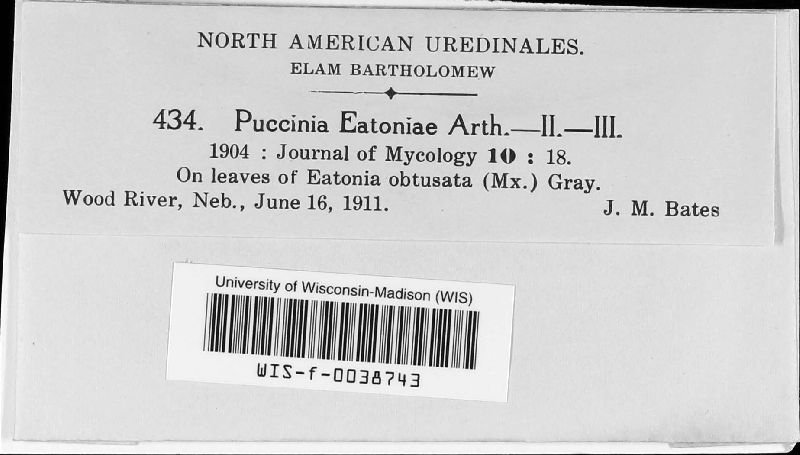 NORTH AMERICAN UREDINALES.
ELAM BARTHOLOMEW
434. Puccinia Eatoniae Arth.—II.—III.
1904 : Journal of Mycology 10 : 18.
On leaves of Eatonia obtusata (Mx.) Gray.
Wood River, Neb., June 16, 1911. J. M. Bates
University of Wisconsin-Madison (WIS)
WIS-f-0038743